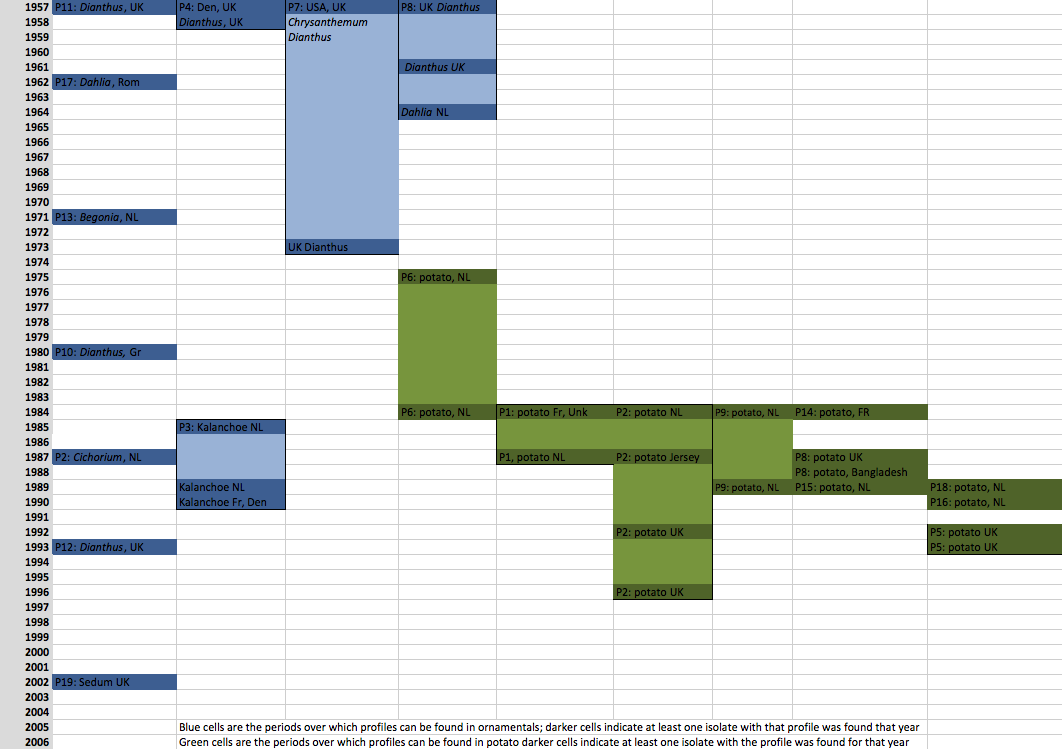 1957 P11: Dianthus, UK P4: Den, UK P7: USA, UK P8: UK Dianthus
1958 Dianthus, UK Chrysanthemum
1959 Dianthus
1960
1961 Dianthus UK
1962 P17: Dahlia, Rom
1963
1964 Dahlia NL
1965
1966
1967
1968
1969
1970
1971 P13: Begonia, NL
1972
1973 UK Dianthus
1974
1975 P6: potato, NL
1976
1977
1978
1979
1980 P10: Dianthus, Gr
1981
1982
1983
1984 P6: potato, NL P1: potato Fr, Unk P2: potato NL P9: potato, NL P14: potato, FR
1985 P3: Kalanchoe NL
1986
1987 P2: Cichorium, NL P1, potato NL P2: potato Jersey P8: potato UK
1988 P8: potato, Bangladesh
1989 Kalanchoe NL P9: potato, NL P15: potato, NL P18: potato, NL
1990 Kalanchoe Fr, Den P16: potato, NL
1991
1992 P2: potato UK P5: potato UK
1993 P12: Dianthus, UK P5: potato UK
1994
1995
1996 P2: potato UK
1997
1998
1999
2000
2001
2002 P19: Sedum UK
2003
2004
2005 Blue cells are the periods over which profiles can be found in ornamentals; darker cells indicate at least one isolate with that profile was found that year
2006 Green cells are the periods over which profiles can be found in potato darker cells indicate at least one isolate with the profile was found for that year